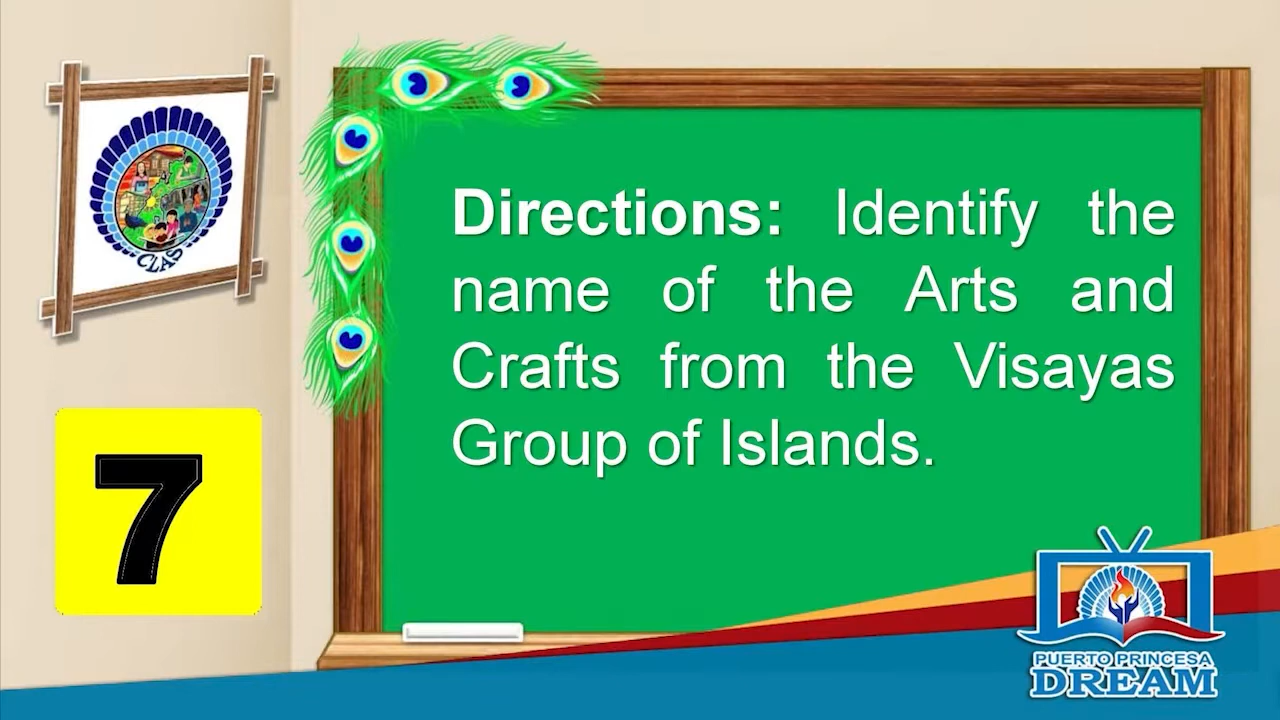 CLAS
7
Directions: Identify the
name of the Arts and
Crafts from the Visayas
Group of Islands.
PUERTO PRINCESA
DREAM